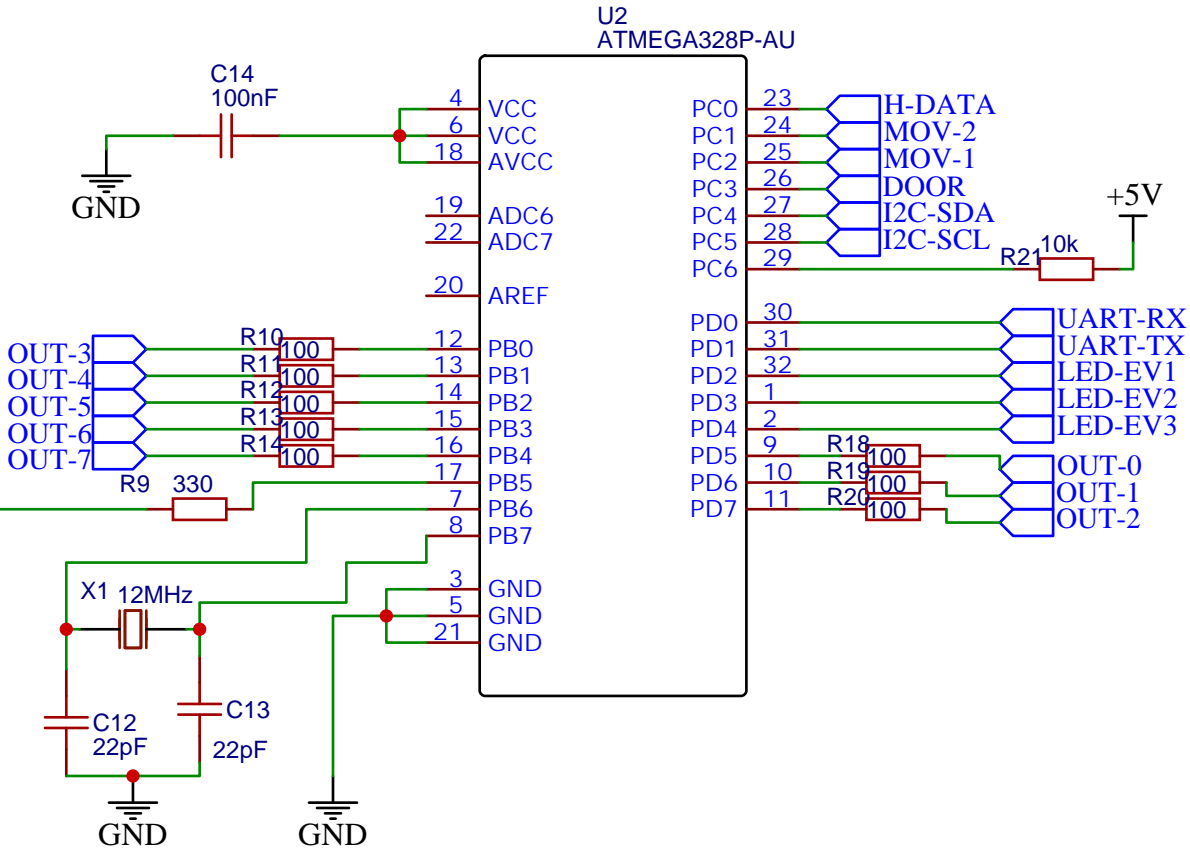 U2
ATMEGA328P-AU
C14
100nF
GND
4 VCC
6 VCC
18 AVCC
19 ADC6
22 ADC7
20 AREF
OUT-3 R10 100 12 PB0
OUT-4 R11 100 13 PB1
OUT-5 R12 100 14 PB2
OUT-6 R13 100 15 PB3
OUT-7 R14 100 16 PB4
R9 330 17 PB5
7 PB6
8 PB7
3 GND
5 GND
21 GND
X1 12MHz
C12
22pF
C13
22pF
GND
GND
PC0 23 H-DATA
PC1 24 MOV-2
PC2 25 MOV-1
PC3 26 DOOR
PC4 27 I2C-SDA
PC5 28 I2C-SCL
PC6 29 R21 10k +5V
PD0 30 UART-RX
PD1 31 UART-TX
PD2 32 LED-EV1
PD3 1 LED-EV2
PD4 2 LED-EV3
PD5 9 R18 100 OUT-0
PD6 10 R19 100 OUT-1
PD7 11 R20 100 OUT-2